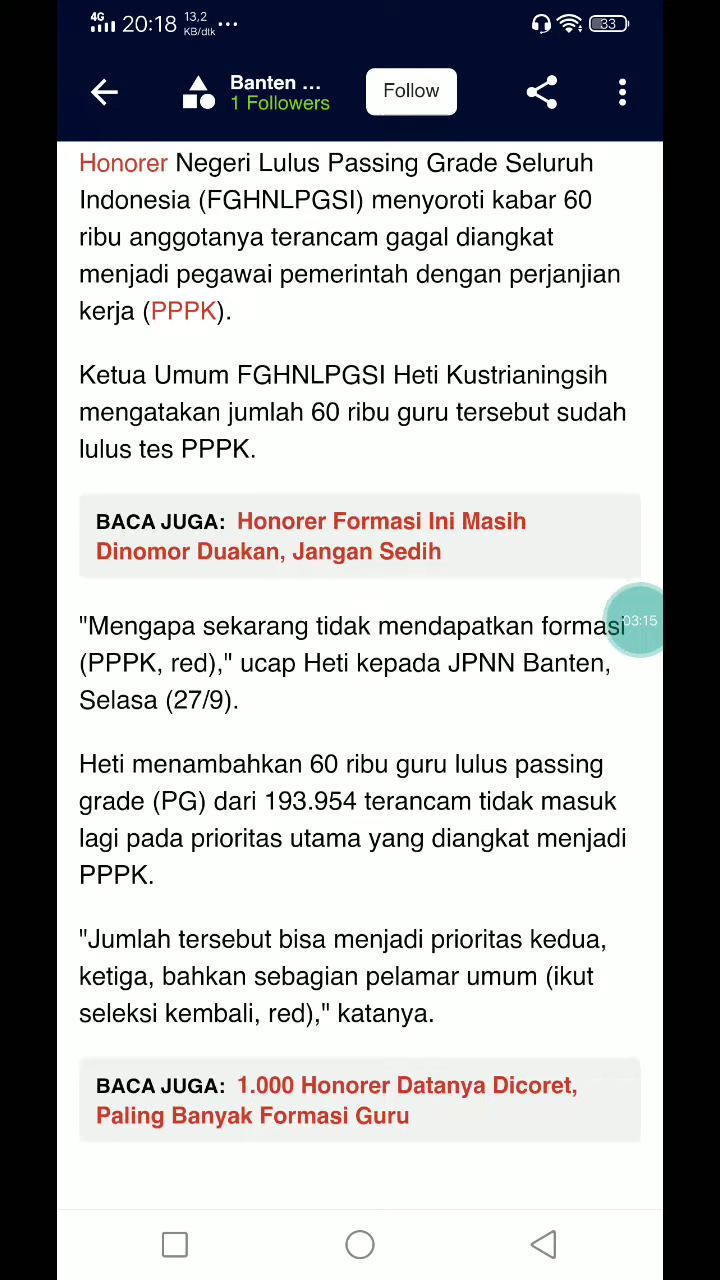 4G 20:18 13,2 KB/dtk ... 33
Banten ...
1 Followers
Follow
Honorer Negeri Lulus Passing Grade Seluruh
Indonesia (FGHNLPGSI) menyoroti kabar 60
ribu anggotanya terancam gagal diangkat
menjadi pegawai pemerintah dengan perjanjian
kerja (PPPK).
Ketua Umum FGHNLPGSI Heti Kustrianingsih
mengatakan jumlah 60 ribu guru tersebut sudah
lulus tes PPPK.
BACA JUGA: Honorer Formasi Ini Masih
Dinomor Duakan, Jangan Sedih
"Mengapa sekarang tidak mendapatkan formasi
03:15
(PPPK, red)," ucap Heti kepada JPNN Banten,
Selasa (27/9).
Heti menambahkan 60 ribu guru lulus passing
grade (PG) dari 193.954 terancam tidak masuk
lagi pada prioritas utama yang diangkat menjadi
PPPK.
"Jumlah tersebut bisa menjadi prioritas kedua,
ketiga, bahkan sebagian pelamar umum (ikut
seleksi kembali, red)," katanya.
BACA JUGA: 1.000 Honorer Datanya Dicoret,
Paling Banyak Formasi Guru